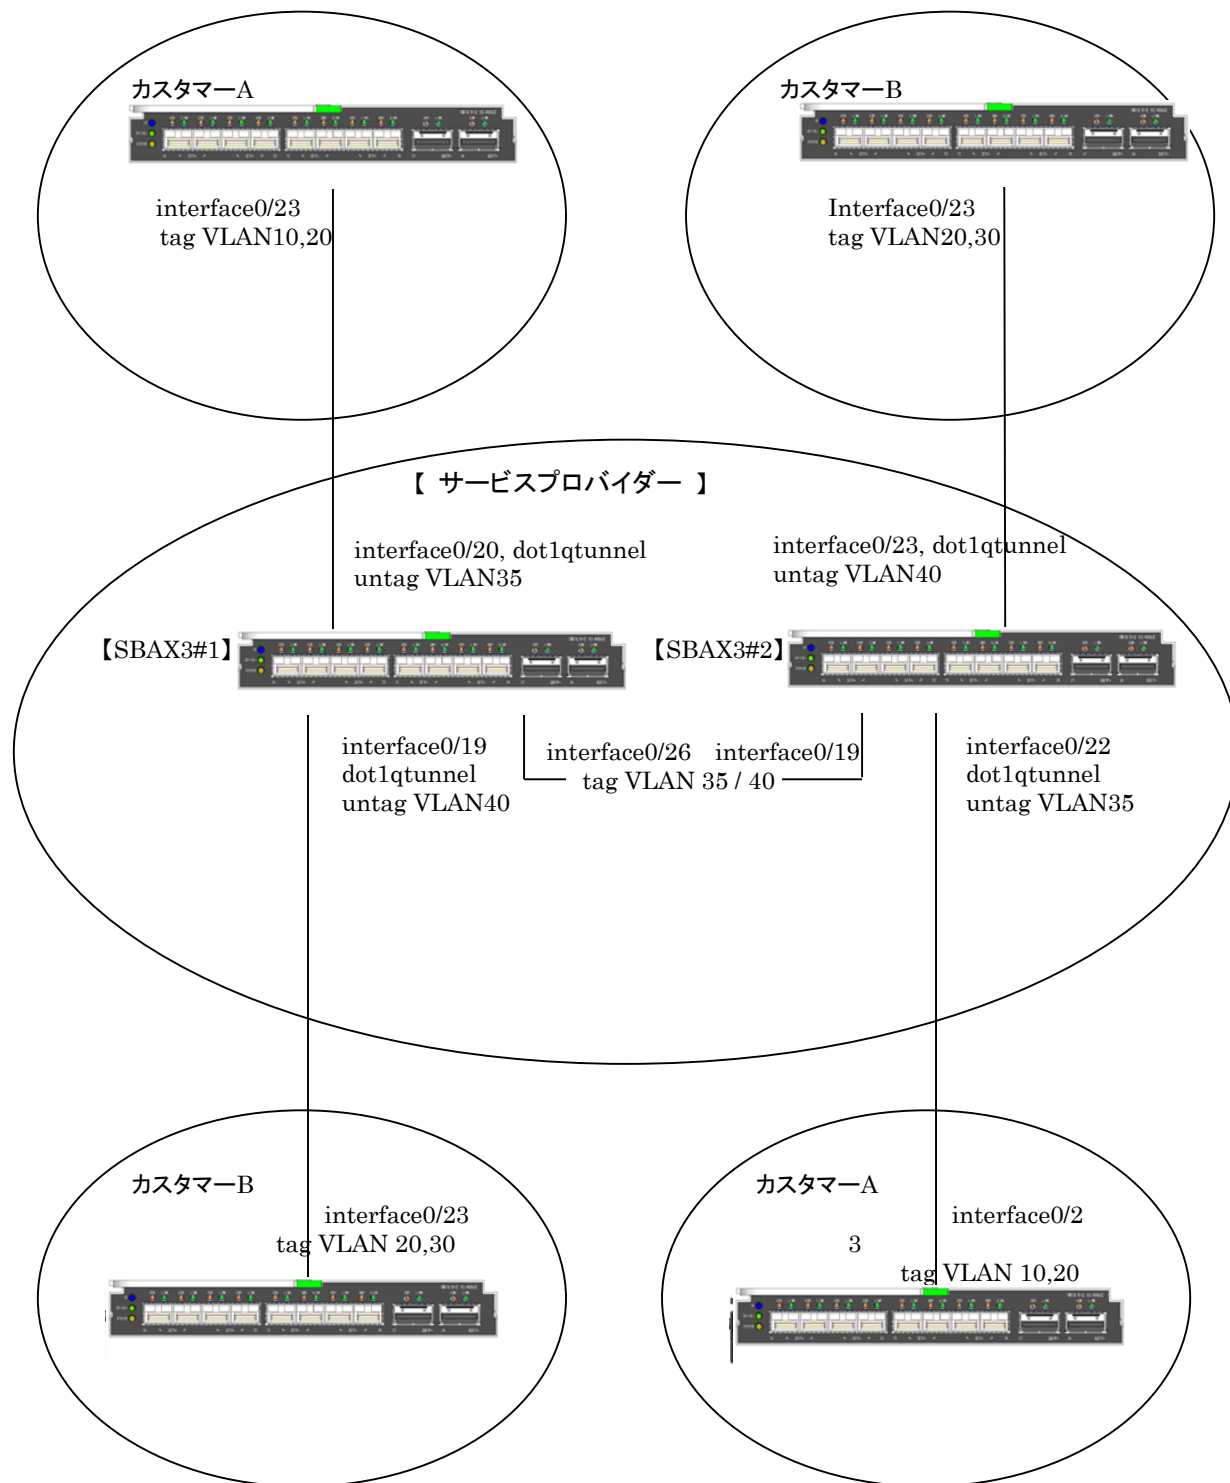 カスタマーA
カスタマーB
interface0/23
tag VLAN10,20
Interface0/23
tag VLAN20,30
【 サービスプロバイダー 】
interface0/20, dot1qtunnel
untag VLAN35
interface0/23, dot1qtunnel
untag VLAN40
【SBAX3#1】
【SBAX3#2】
interface0/19
dot1qtunnel
untag VLAN40
interface0/26 interface0/19
tag VLAN 35 / 40
interface0/22
dot1qtunnel
untag VLAN35
カスタマーB
interface0/23
tag VLAN 20,30
カスタマーA
interface0/2
3
tag VLAN 10,20